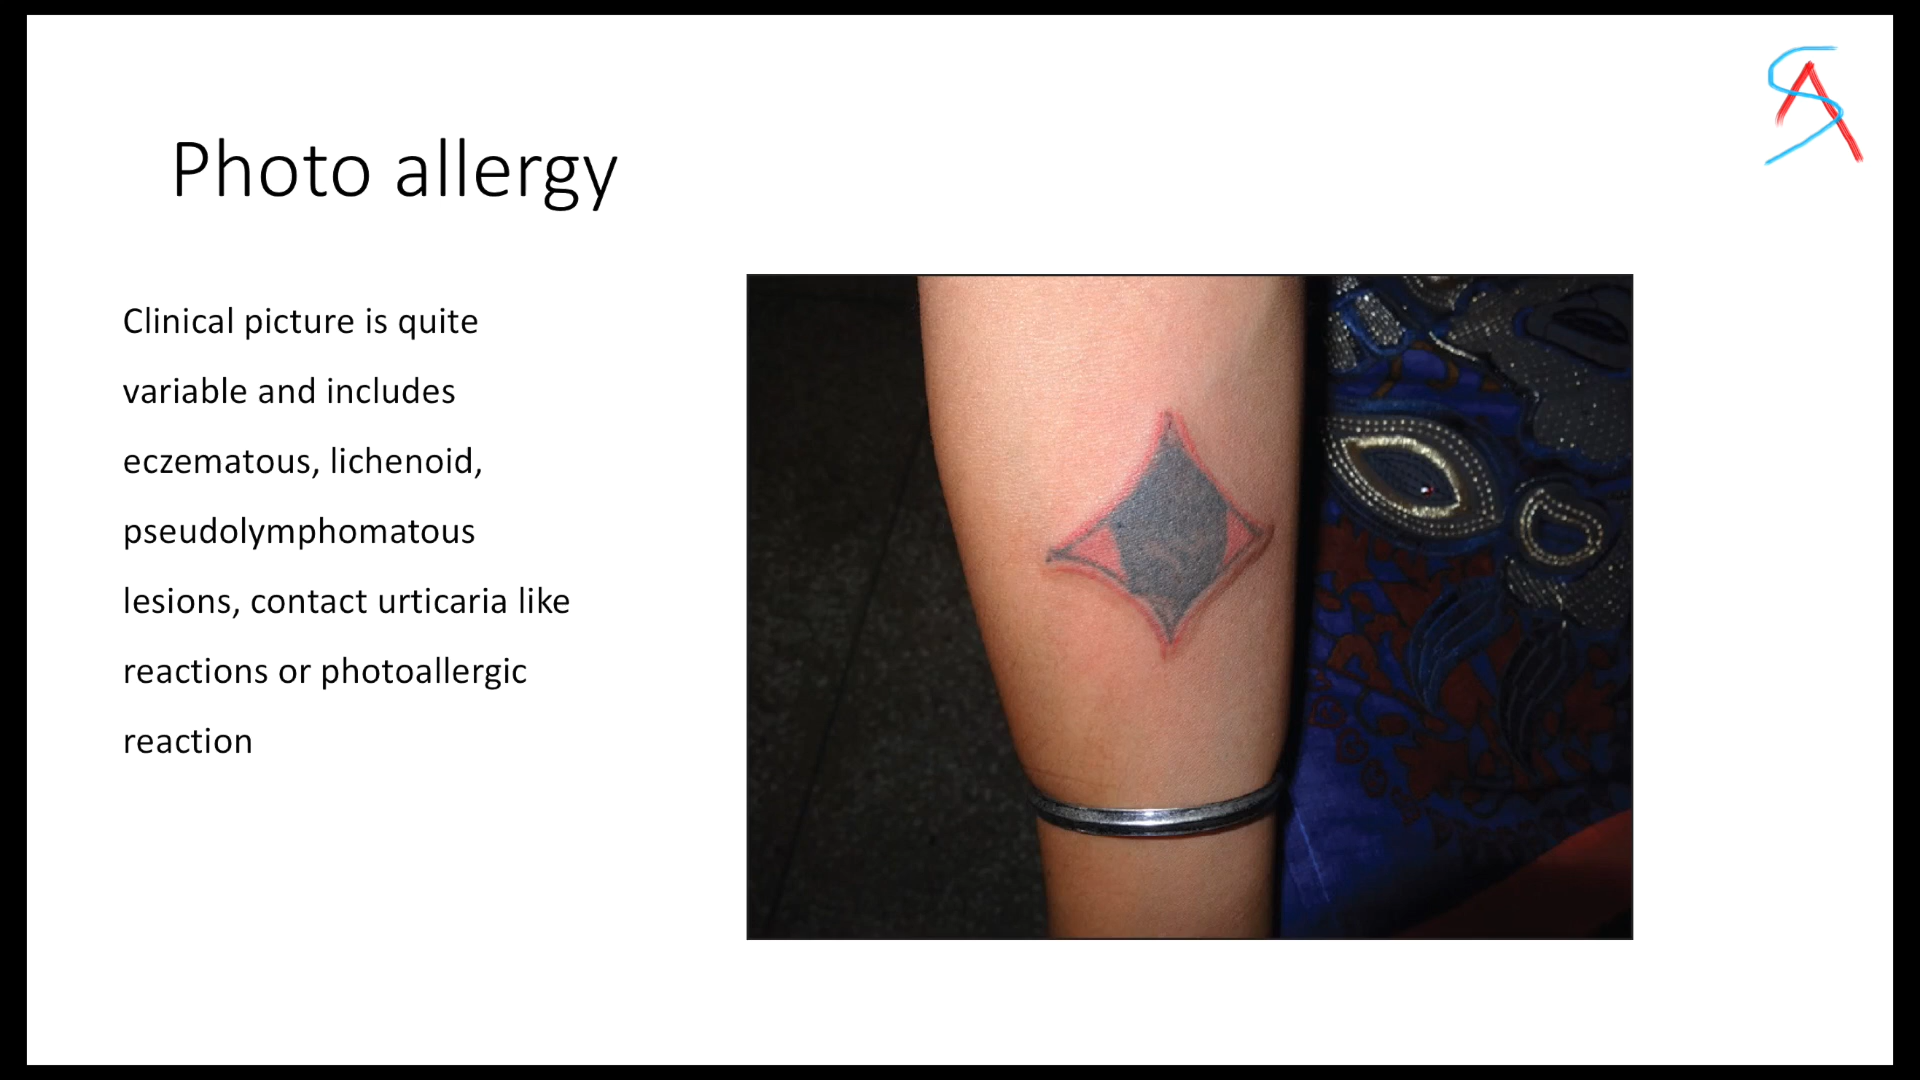 SA
Photo allergy
Clinical picture is quite
variable and includes
eczematous, lichenoid,
pseudolymphomatous
lesions, contact urticaria like
reactions or photoallergic
reaction